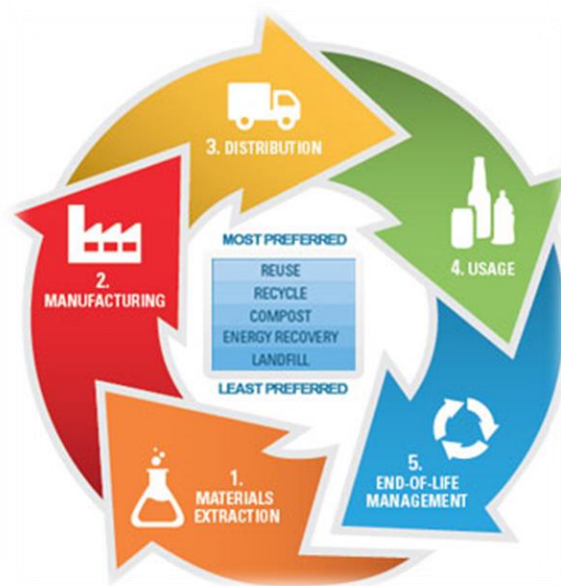 3. DISTRIBUTION
2.
MANUFACTURING
MOST PREFERRED
REUSE
RECYCLE
COMPOST
ENERGY RECOVERY
LANDFILL
LEAST PREFERRED
4. USAGE
1.
MATERIALS
EXTRACTION
5.
END-OF-LIFE
MANAGEMENT